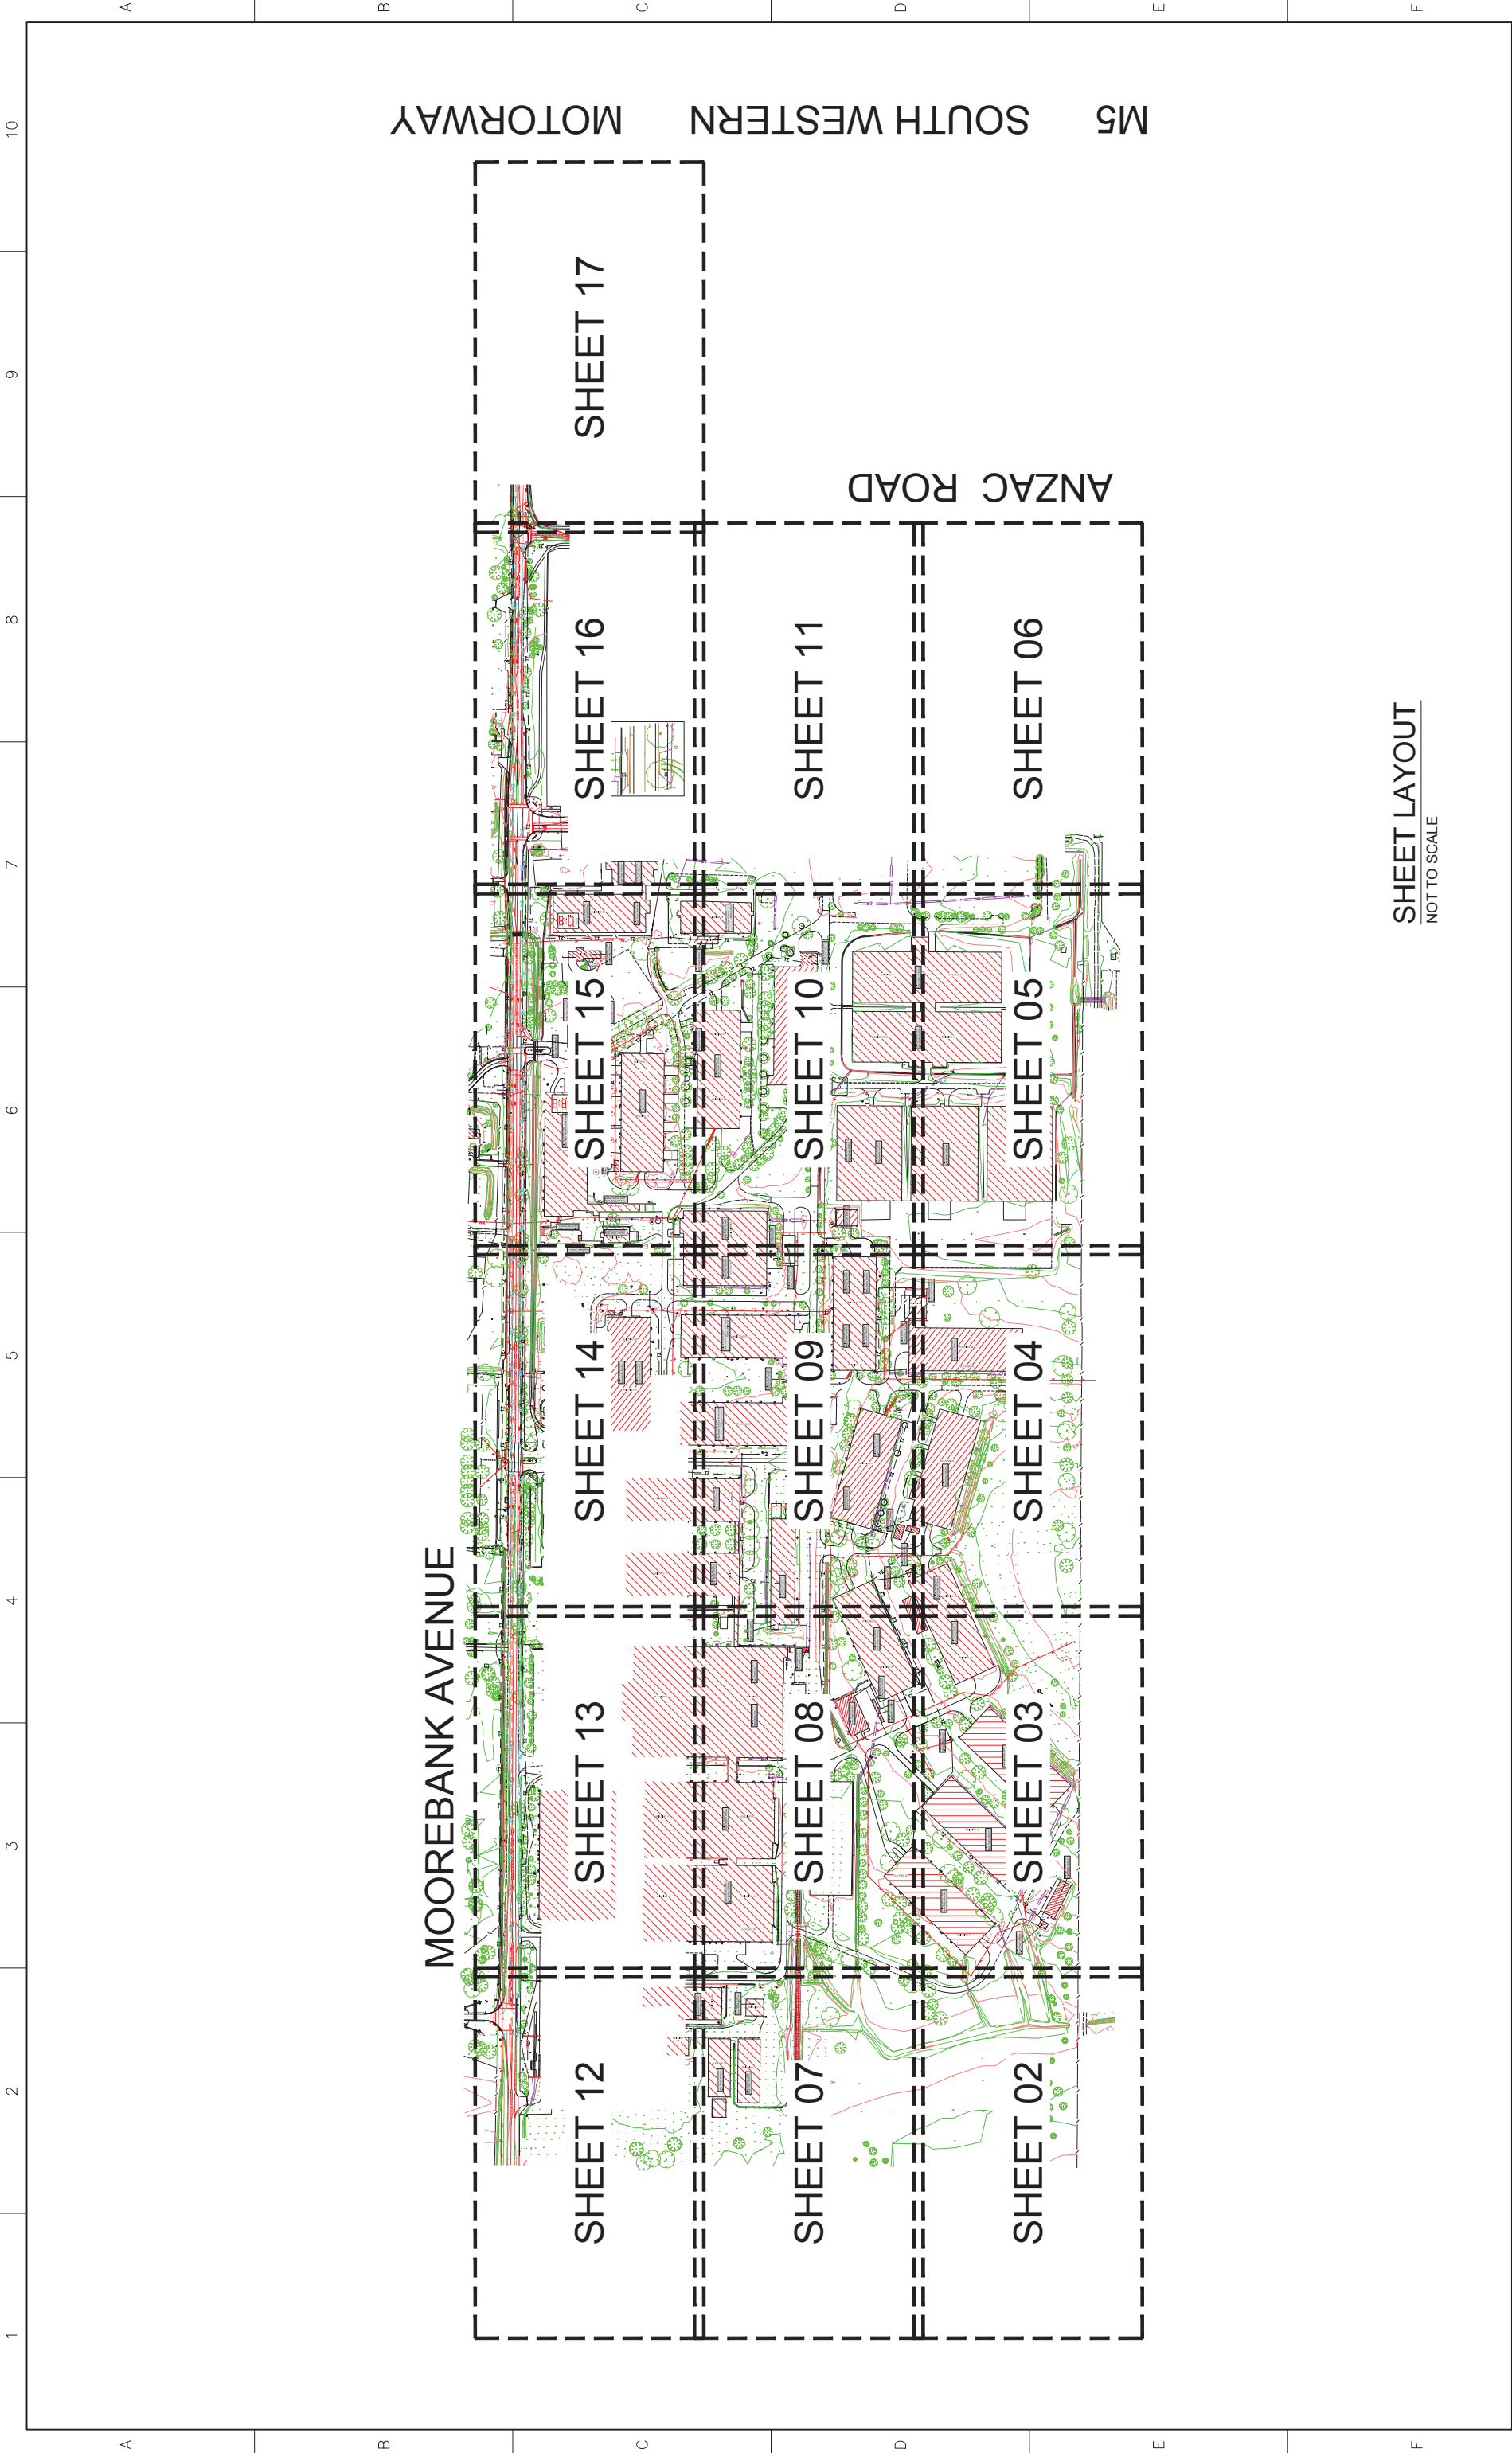 A
B
C
D
E
F
10
9
8
7
6
5
4
3
2
1
M5 SOUTH WESTERN MOTORWAY
ANZAC ROAD
MOOREBANK AVENUE
SHEET 12
SHEET 13
SHEET 14
SHEET 15
SHEET 16
SHEET 17
SHEET 07
SHEET 08
SHEET 09
SHEET 10
SHEET 11
SHEET 02
SHEET 03
SHEET 04
SHEET 05
SHEET 06
SHEET LAYOUT
NOT TO SCALE
A
B
C
D
E
F